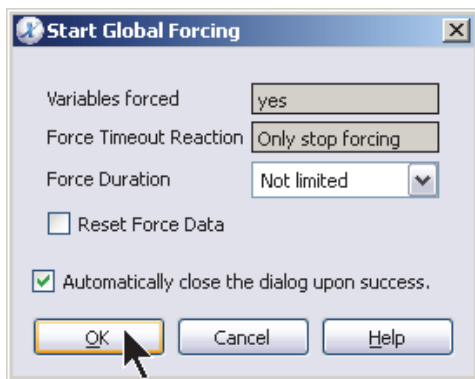 Start Global Forcing
Variables forced yes
Force Timeout Reaction Only stop forcing
Force Duration Not limited
Reset Force Data
Automatically close the dialog upon success.
OK Cancel Help